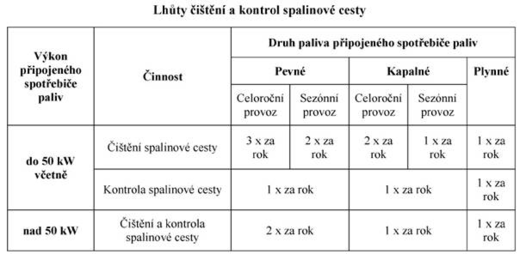 Lhůty čištění a kontrol spalinové cesty
Výkon
připojeného
spotřebiče
paliv
Činnost
Druh paliva připojeného spotřebiče paliv
Pevné
Kapalné
Plynné
Celoroční
provoz
Sezónní
provoz
Celoroční
provoz
Sezónní
provoz
do 50 kW
včetně
Čištění spalinové cesty
3 x za
rok
2 x za
rok
2 x za
rok
1 x za
rok
1 x za
rok
Kontrola spalinové cesty
1 x za rok
1 x za rok
1 x za
rok
nad 50 kW
Čištění a kontrola
spalinové cesty
2 x za rok
1 x za rok
1 x za
rok